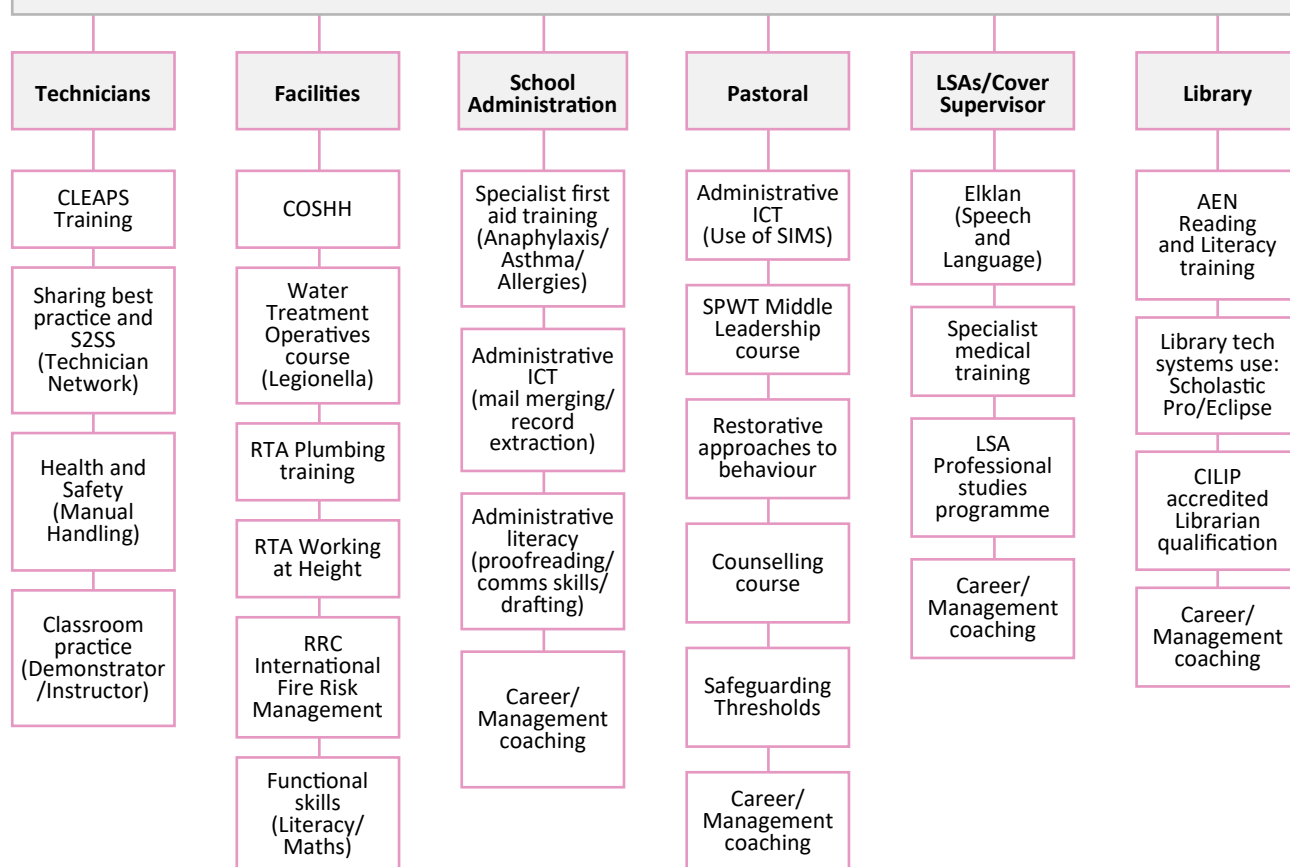 Technicians
CLEAPS
Training
Sharing best
practice and
S2SS
(Technician
Network)
Health and
Safety
(Manual
Handling)
Classroom
practice
(Demonstrator
/Instructor)
Facilities
COSHH
Water
Treatment
Operatives
course
(Legionella)
RTA Plumbing
training
RTA Working
at Height
RRC
International
Fire Risk
Management
Functional
skills
(Literacy/
Maths)
School
Administration
Specialist first
aid training
(Anaphylaxis/
Asthma/
Allergies)
Administrative
ICT
(mail merging/
record
extraction)
Administrative
literacy
(proofreading/
comms skills/
drafting)
Career/
Management
coaching
Pastoral
Administrative
ICT
(Use of SIMS)
SPWT Middle
Leadership
course
Restorative
approaches to
behaviour
Counselling
course
Safeguarding
Thresholds
Career/
Management
coaching
LSAs/Cover
Supervisor
Elklan
(Speech
and
Language)
Specialist
medical
training
LSA
Professional
studies
programme
Career/
Management
coaching
Library
AEN
Reading
and Literacy
training
Library tech
systems use:
Scholastic
Pro/Eclipse
CILIP
accredited
Librarian
qualification
Career/
Management
coaching